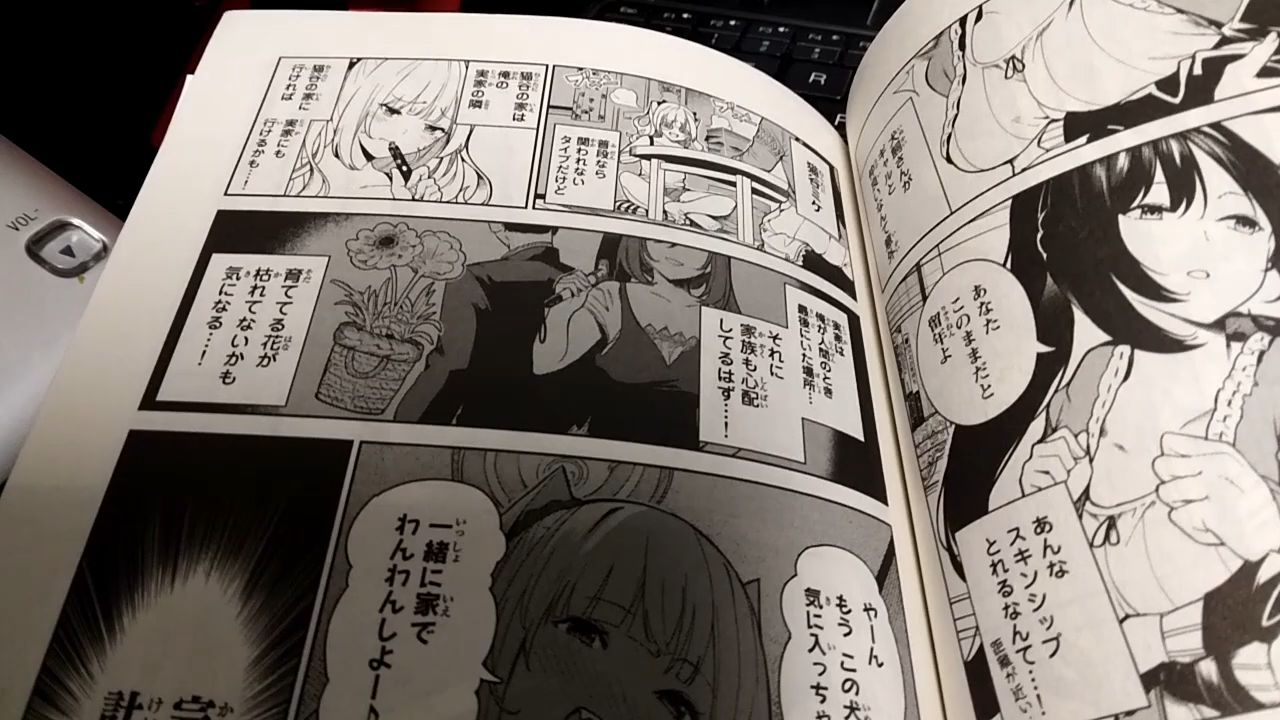 犬飼さんが
ギャルと
あなた
このままだと
留年よ
あんな
スキンシップ
とれるなんて…!
距離が近い
普段なら
関われない
タイプだけど
猫谷の家は
俺の
実家の隣
猫谷の家に
行ければ
実家にも
行けるかも…!
実家は
俺が人間のとき
最後にいた場所…
それに
家族も心配
してるはず…!
育ててる花が
枯れてないかも
気になる…!
やーん
もうこの犬
気に入っちゃ
一緒に家で
わんわんしよー♪
VOL-
R